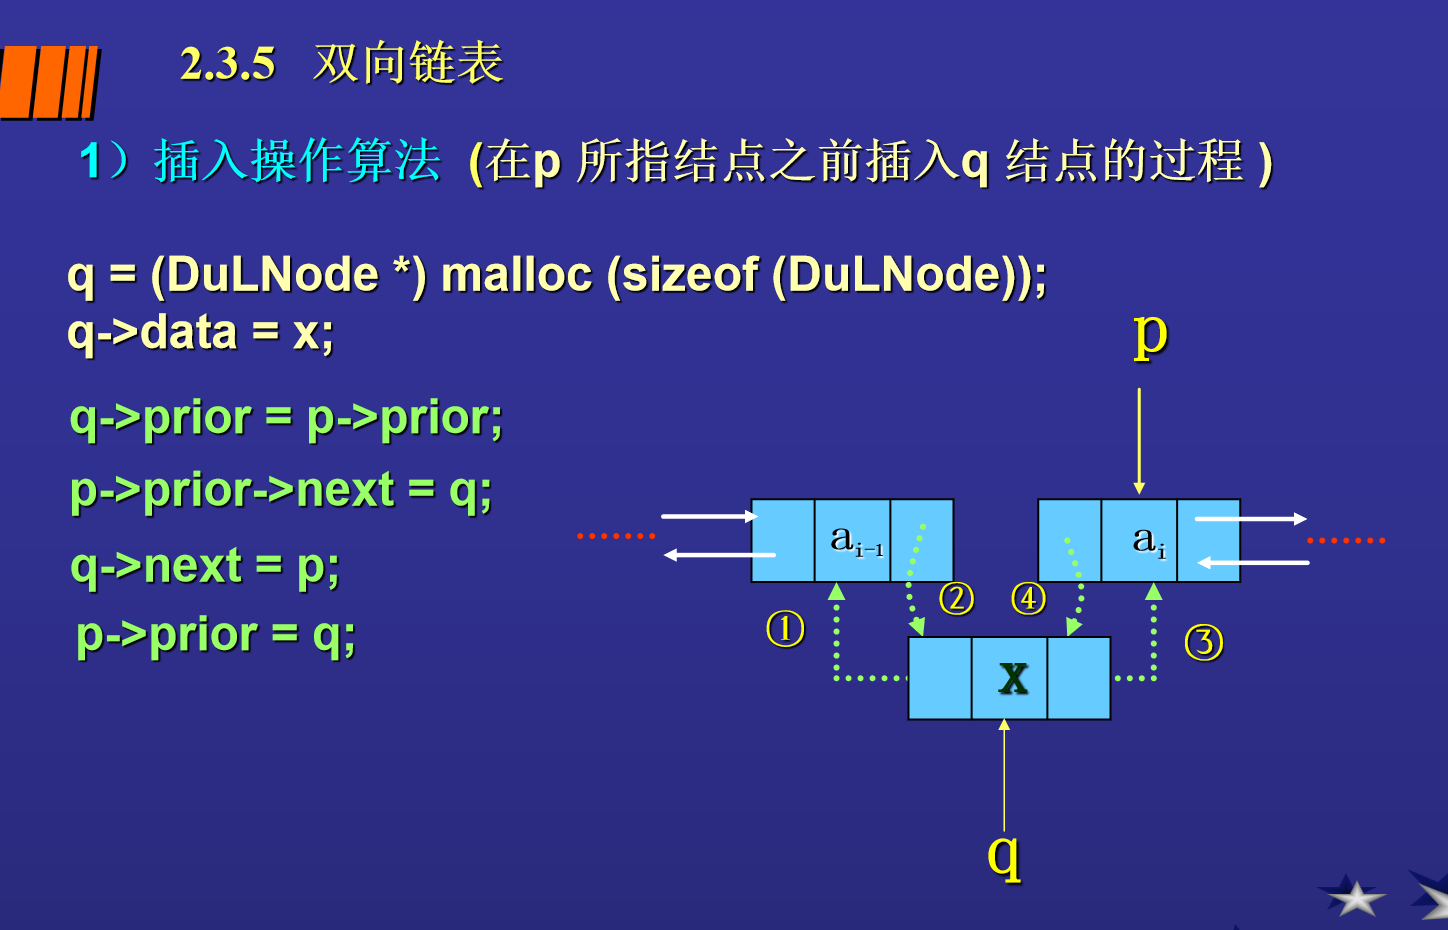 2.3.5 双向链表
1）插入操作算法 (在p 所指结点之前插入q 结点的过程 )
q = (DuLNode *) malloc (sizeof (DuLNode));
q->data = x;
p
q->prior = p->prior;
p->prior->next = q;
q->next = p;
p->prior = q;
……
aᵢ₋₁
aᵢ
……
①
②
④
③
x
q